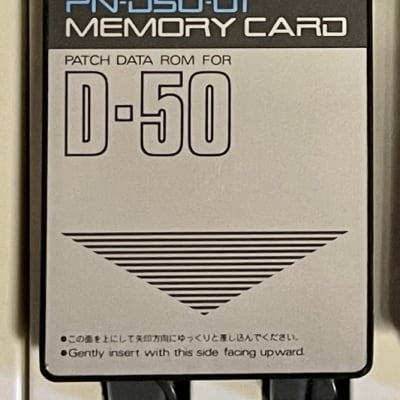 PN-D50-01
MEMORY CARD
PATCH DATA ROM FOR
D-50
●この面を上にして矢印方向にゆっくりと差し込んでください。
●Gently insert with this side facing upward.